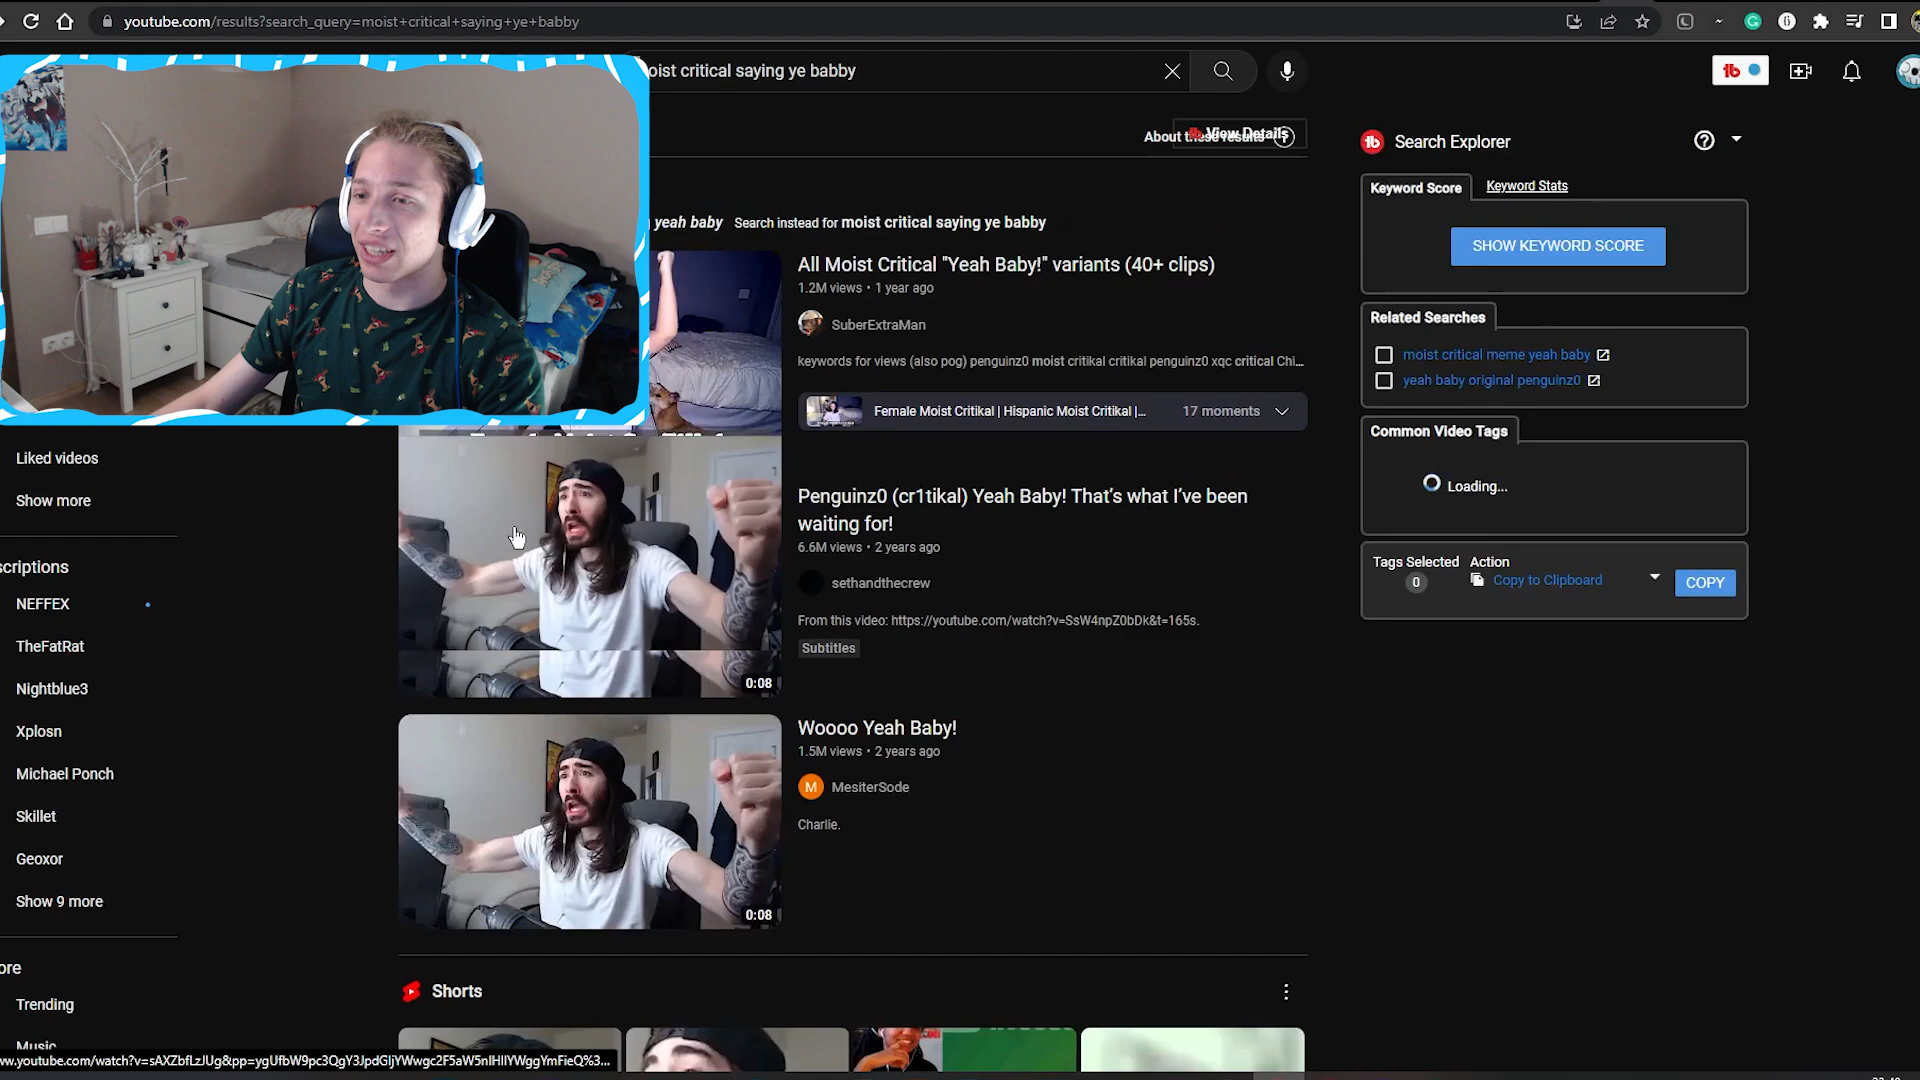 youtube.com/results?search_query=moist+critical+saying+ye+babby
oist critical saying ye babby
About these results
View Details
yeah baby Search instead for moist critical saying ye babby
All Moist Critical "Yeah Baby!" variants (40+ clips)
1.2M views • 1 year ago
SuberExtraMan
keywords for views (also pog) penguinz0 moist critikal critikal penguinz0 xqc critical Chi...
Female Moist Critikal | Hispanic Moist Critikal |...
17 moments
Penguinz0 (cr1tikal) Yeah Baby! That’s what I’ve been
waiting for!
6.6M views • 2 years ago
sethandthecrew
From this video: https://youtube.com/watch?v=SsW4npZ0bDk&t=165s.
Subtitles
0:08
Woooo Yeah Baby!
1.5M views • 2 years ago
M MesiterSode
Charlie.
0:08
Shorts
Liked videos
Show more
criptions
NEFFEX
TheFatRat
Nightblue3
Xplosn
Michael Ponch
Skillet
Geoxor
Show 9 more
ore
Trending
Music
tb
Search Explorer
Keyword Score
Keyword Stats
SHOW KEYWORD SCORE
Related Searches
moist critical meme yeah baby
yeah baby original penguinz0
Common Video Tags
Loading...
Tags Selected
0
Action
Copy to Clipboard
COPY